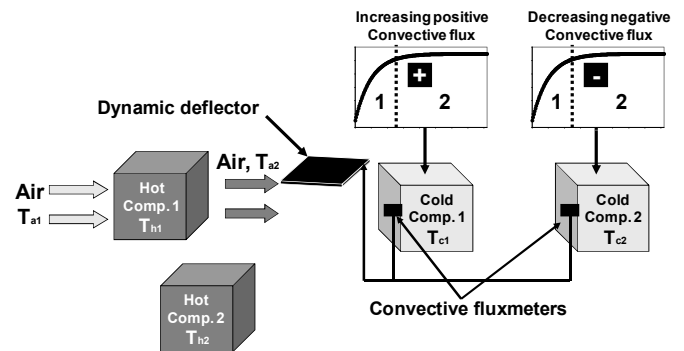 Increasing positive
Convective flux
Decreasing negative
Convective flux
+
1
2
-
1
2
Dynamic deflector
Air, Ta2
Air
Ta1
Hot
Comp. 1
Th1
Cold
Comp. 1
Tc1
Cold
Comp. 2
Tc2
Convective fluxmeters
Hot
Comp. 2
Th2